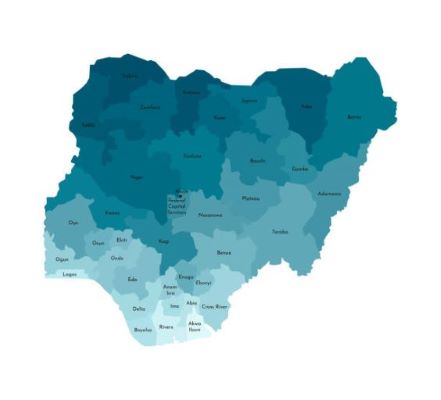 Sokoto
Katsina
Jigawa
Yobe
Borno
Zamfara
Kano
Kebbi
Kaduna
Bauchi
Gombe
Niger
Adamawa
Plateau
Abuja
Federal
Capital
Territory
Kwara
Nasarawa
Oyo
Taraba
Osun
Ekiti
Kogi
Benue
Ogun
Ondo
Lagos
Edo
Enugu
Ebonyi
Anam
bra
Delta
Imo
Abia
Cross River
Bayelsa
Rivers
Akwa
Ibom